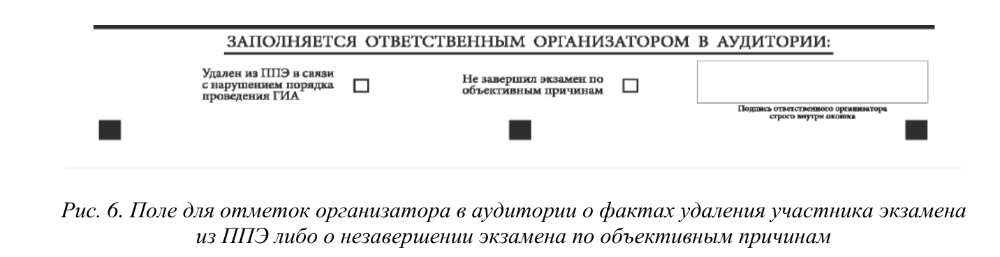 ЗАПОЛНЯЕТСЯ ОТВЕТСТВЕННЫМ ОРГАНИЗАТОРОМ В АУДИТОРИИ:
Удален из ППЭ в связи
с нарушением порядка
проведения ГИА
Не завершил экзамен по
объективным причинам
Подпись ответственного организатора
строго внутри окошка
Рис. 6. Поле для отметок организатора в аудитории о фактах удаления участника экзамена
из ППЭ либо о незавершении экзамена по объективным причинам